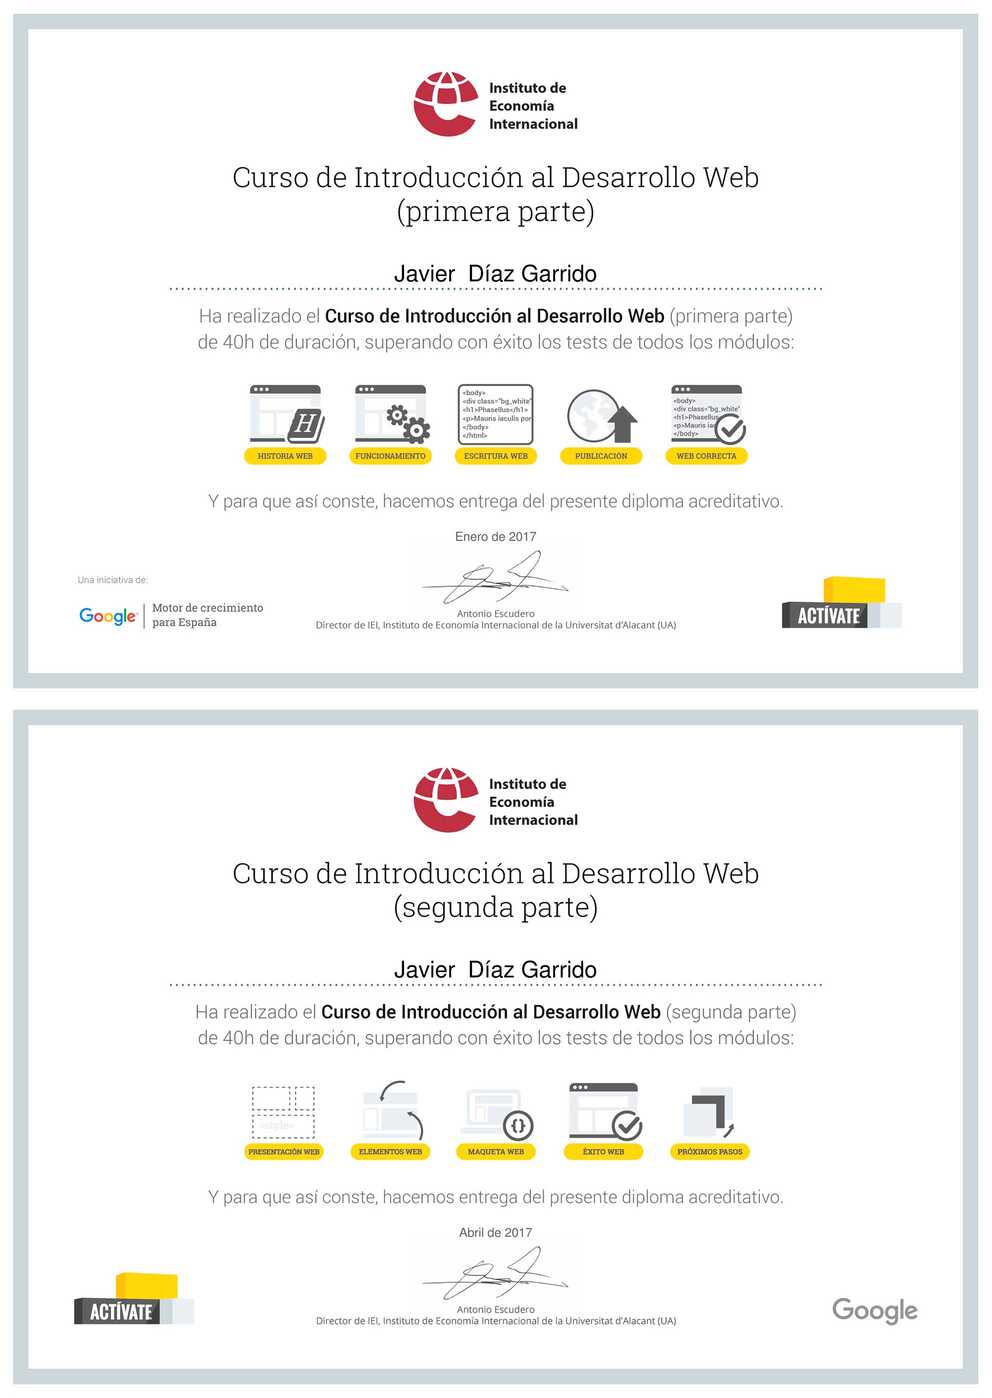 Instituto de
Economía
Internacional
Curso de Introducción al Desarrollo Web
(primera parte)
Javier Díaz Garrido
Ha realizado el Curso de Introducción al Desarrollo Web (primera parte)
de 40h de duración, superando con éxito los tests de todos los módulos:
H
<body>
<div class="bg_white"
<h1>Phasellus</h1>
<p>Mauris iaculis por
</body>
</html>
<body>
<div class="bg_white"
<h1>Phasellus
<p>Mauris iac
</body>
HISTORIA WEB
FUNCIONAMIENTO
ESCRITURA WEB
PUBLICACIÓN
WEB CORRECTA
Y para que así conste, hacemos entrega del presente diploma acreditativo.
Enero de 2017
Antonio Escudero
Director de IEI, Instituto de Economía Internacional de la Universitat d'Alacant (UA)
Una iniciativa de:
Google
Motor de crecimiento
para España
ACTÍVATE
Instituto de
Economía
Internacional
Curso de Introducción al Desarrollo Web
(segunda parte)
Javier Díaz Garrido
Ha realizado el Curso de Introducción al Desarrollo Web (segunda parte)
de 40h de duración, superando con éxito los tests de todos los módulos:
<style>
{}
PRESENTACIÓN WEB
ELEMENTOS WEB
MAQUETA WEB
ÉXITO WEB
PRÓXIMOS PASOS
Y para que así conste, hacemos entrega del presente diploma acreditativo.
Abril de 2017
Antonio Escudero
Director de IEI, Instituto de Economía Internacional de la Universitat d'Alacant (UA)
ACTÍVATE
Google